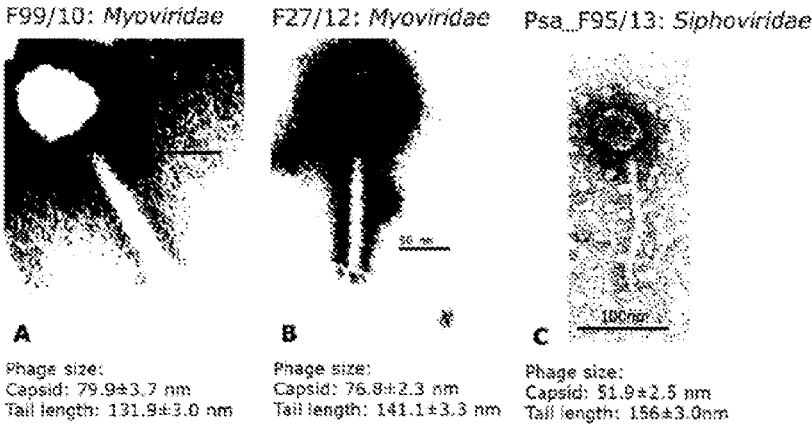 F99/10: Myoviridae
F27/12: Myoviridae
Psa_F95/13: Siphoviridae
50 nm
100nm
A
B
C
Phage size:
Capsid: 79.9±3.7 nm
Tail length: 131.9±3.0 nm
Phage size:
Capsid: 76.8±2.3 nm
Tail length: 141.1±3.3 nm
Phage size:
Capsid: 51.9±2.5 nm
Tail length: 156±3.0nm